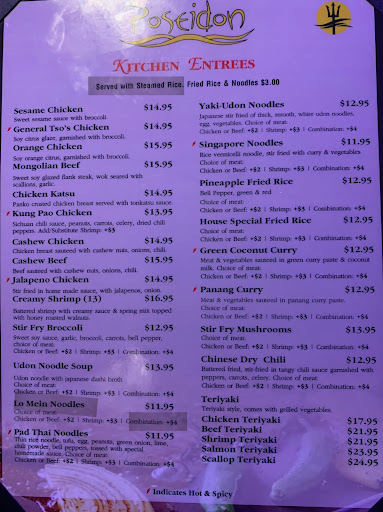 Poseidon
KITCHEN ENTREES
Served with Steamed Rice, Fried Rice & Noodles $3.00
Sesame Chicken $14.95
Sweet sesame sauce with broccoli.
General Tso's Chicken $14.95
Soy citrus glaze, garnished with broccoli.
Orange Chicken $15.95
Soy orange citrus, garnished with broccoli.
Mongolian Beef $15.95
Sweet soy glazed flank steak, wok seared with
scallions, garlic.
Chicken Katsu $14.95
Panko crusted chicken breast served with tonkatsu sauce.
Kung Pao Chicken $13.95
Sichuan chili sauce, peanuts, carrots, celery, dried chili
peppers. Add/Substitute Shrimp: +$3
Cashew Chicken $14.95
Chicken breast sauteed with cashew nuts, onions, chili.
Cashew Beef $15.95
Beef sauteed with cashew nuts, onions, chili.
Jalapeno Chicken $14.95
Stir fried in home made sauce, with jalapenos, onion.
Creamy Shrimp (13) $16.95
Battered shrimp with creamy sauce & spring mix topped
with honey roasted walnuts.
Stir Fry Broccoli $12.95
Sweet soy sauce, garlic, broccoli, carrots, bell pepper,
choice of meat:
Chicken or Beef: +$2 | Shrimp: +$3 | Combination: +$4
Udon Noodle Soup $13.95
Udon noodle with japanese dashi broth.
Choice of meat:
Chicken or Beef: +$2 | Shrimp: +$3 | Combination: +$4
Lo Mein Noodles $11.95
Choice of meat:
Chicken or Beef: +$2 | Shrimp: +$3 | Combination: +$4
Pad Thai Noodles $11.95
Thin rice noodle, tofu, egg, peanuts, green onion, lime,
chili powder, bell peppers, tossed with special
homemade sauce. Choice of meat:
Chicken or Beef: +$2 | Shrimp: +$3 | Combination: +$4
Yaki-Udon Noodles $12.95
Japanese stir fried of thick, smooth, white udon noodles,
egg, vegetables. Choice of meat:
Chicken or Beef: +$2 | Shrimp: +$3 | Combination: +$4
Singapore Noodles $11.95
Rice vermicelli noodle, stir fried with curry & vegetables
Choice of meat:
Chicken or Beef: +$2 | Shrimp: +$3 | Combination: +$4
Pineapple Fried Rice $12.95
Bell Pepper, green & red
Choice of meat:
Chicken or Beef: +$2 | Shrimp: +$3 | Combination: +$4
House Special Fried Rice $12.95
Choice of meat:
Chicken or Beef: +$2 | Shrimp: +$3 | Combination: +$4
Green Coconut Curry $12.95
Meat & vegetables sauteed in green curry paste & coconut
milk. Choice of meat:
Chicken or Beef: +$2 | Shrimp: +$3 | Combination: +$4
Panang Curry $12.95
Meat & vegetables sauteed in panang curry paste.
Choice of meat:
Chicken or Beef: +$2 | Shrimp: +$3 | Combination: +$4
Stir Fry Mushrooms $13.95
Choice of meat:
Chicken or Beef: +$2 | Shrimp: +$3 | Combination: +$4
Chinese Dry Chili $12.95
Battered fried, stir-fried in tangy chili sauce garnished with
peppers, carrots, celery. Choice of meat:
Chicken or Beef: +$2 | Shrimp: +$3 | Combination: +$4
Teriyaki
Teriyaki style, comes with grilled vegetables.
Chicken Teriyaki $17.95
Beef Teriyaki $21.95
Shrimp Teriyaki $21.95
Salmon Teriyaki $23.95
Scallop Teriyaki $24.95
Indicates Hot & Spicy